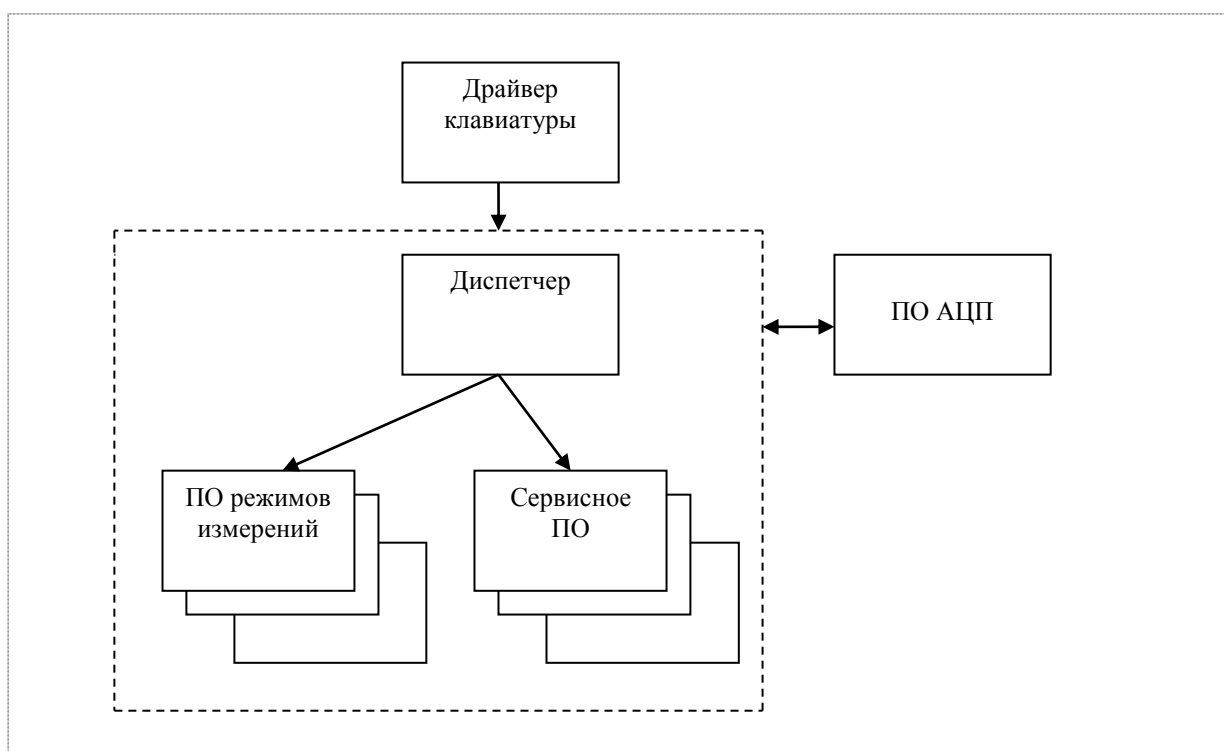 Драйвер
клавиатуры
Диспетчер
ПО АЦП
ПО режимов
измерений
Сервисное
ПО